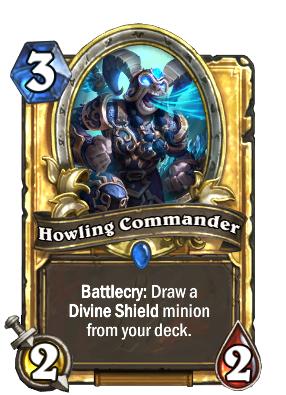 3
Howling Commander
Battlecry: Draw a
Divine Shield minion
from your deck.
2
2